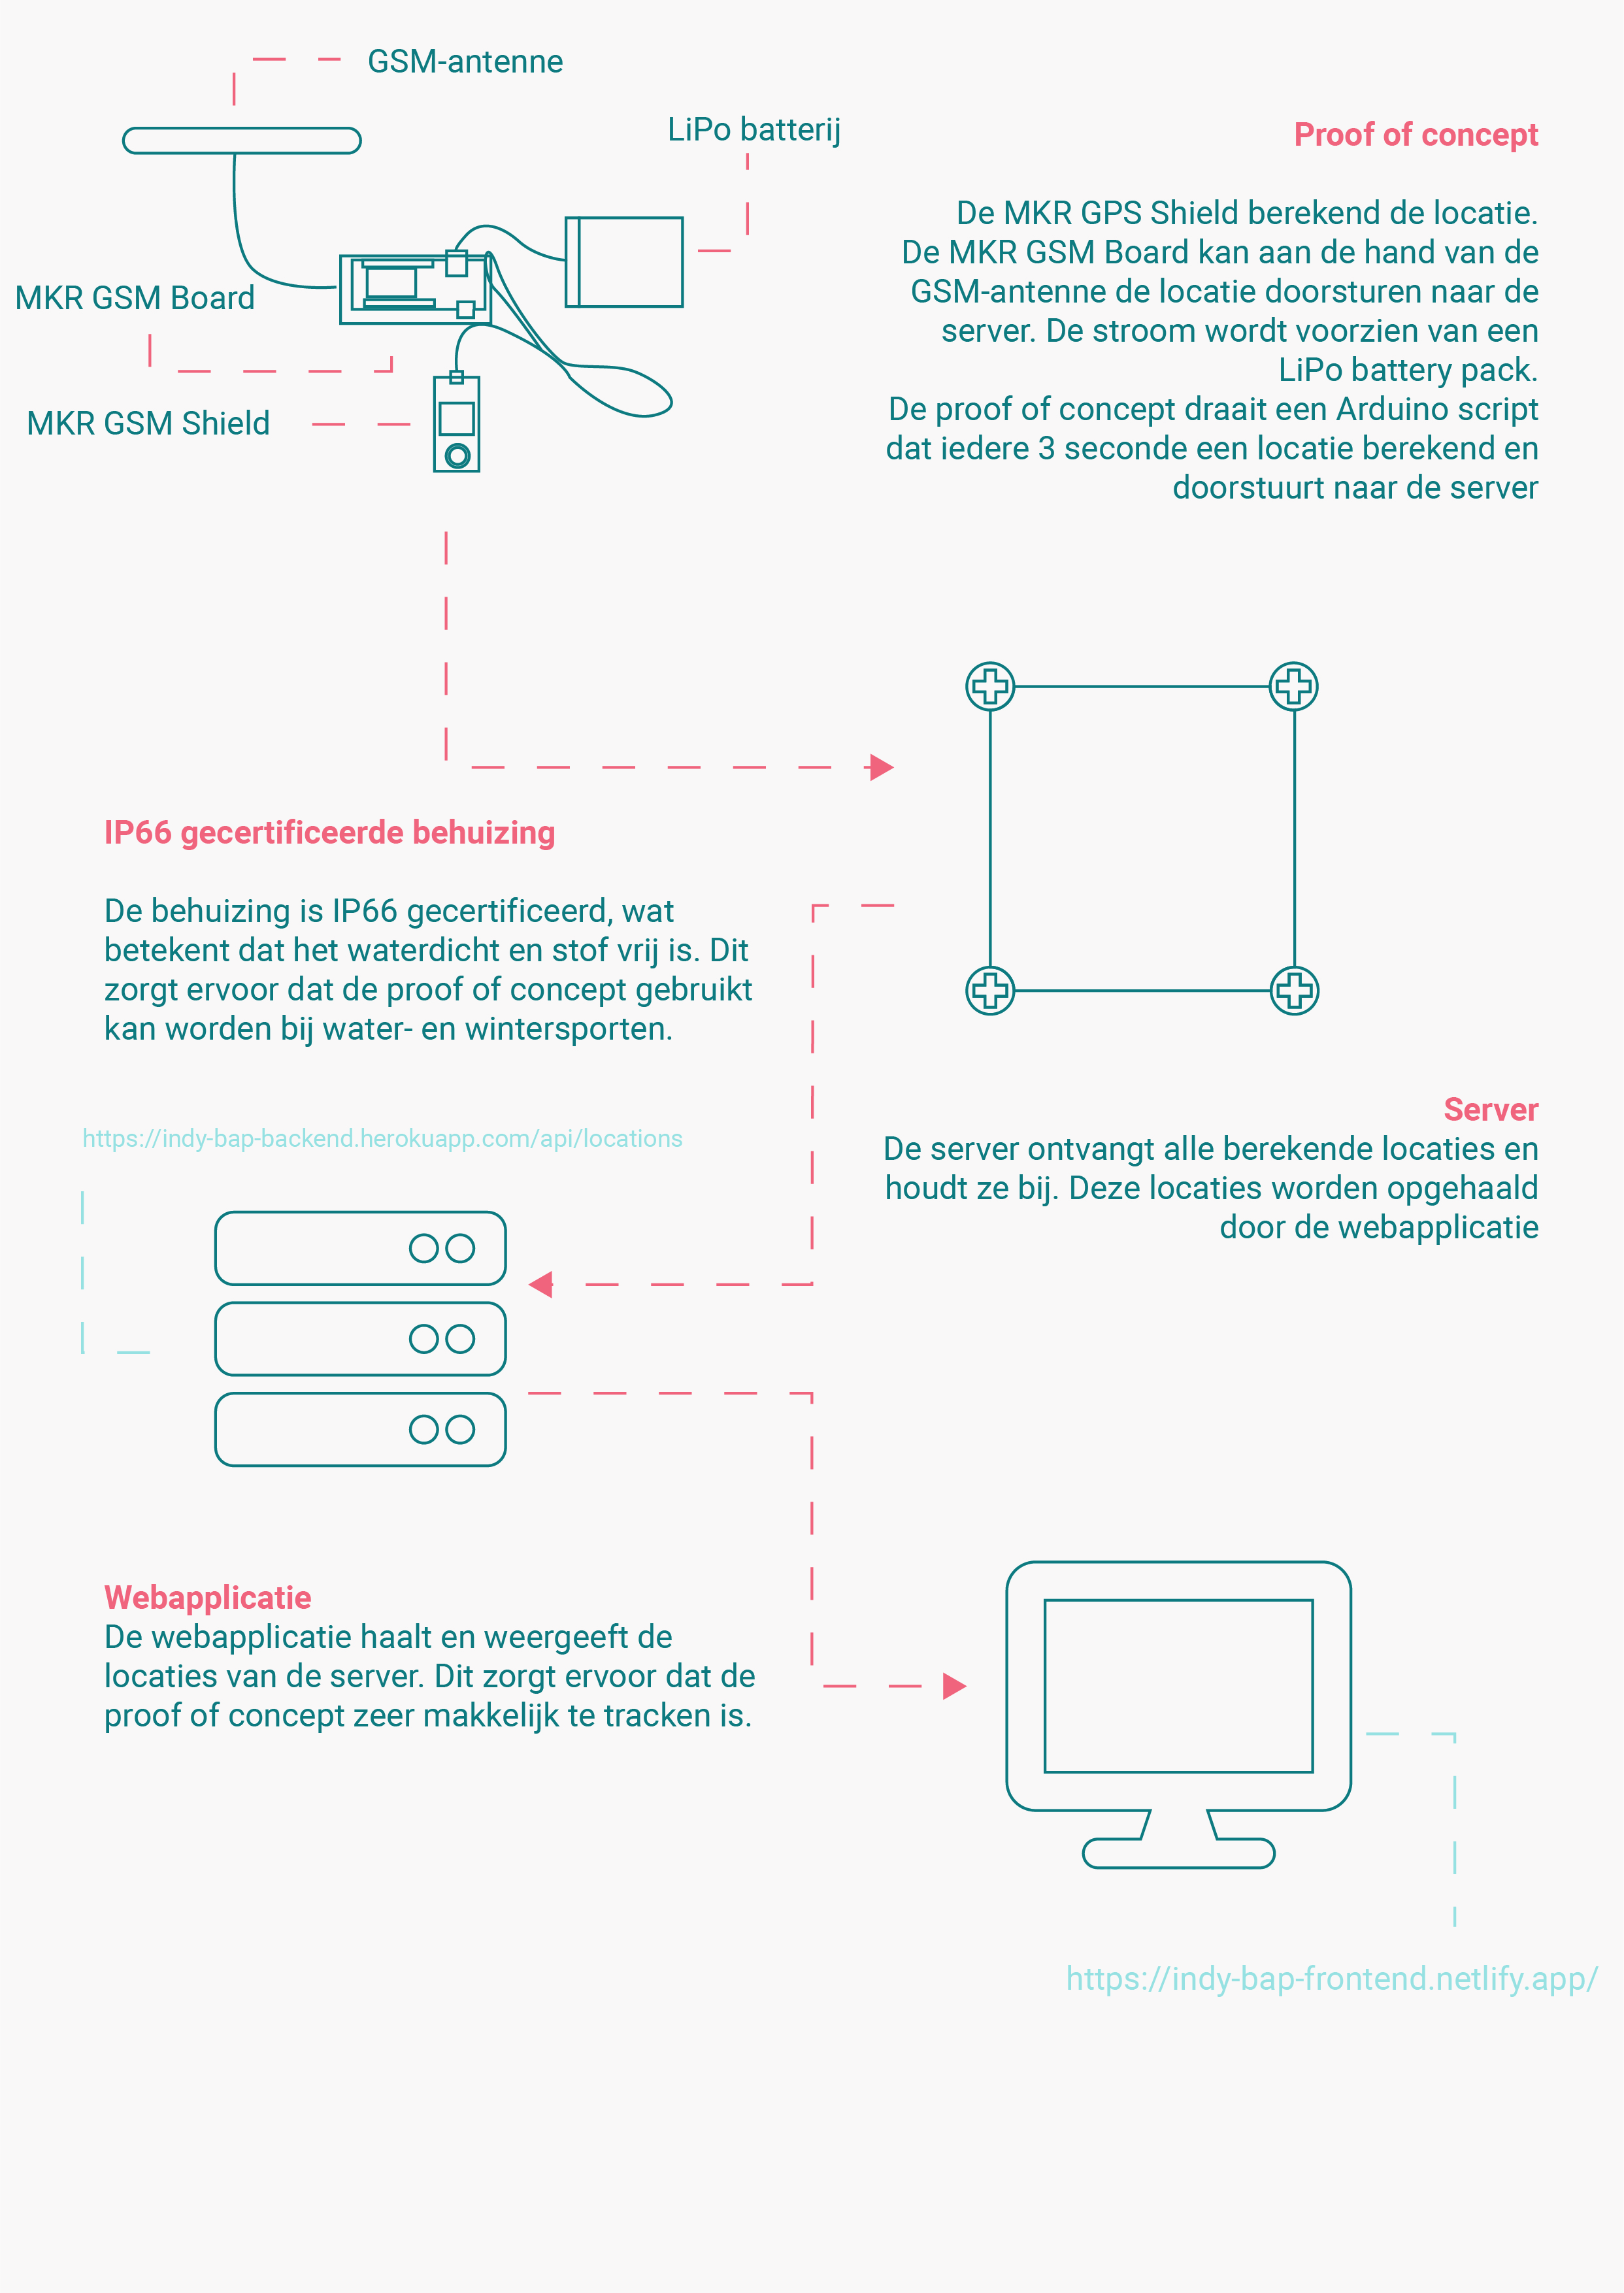 GSM-antenne
LiPo batterij
MKR GSM Board
MKR GSM Shield
Proof of concept
De MKR GPS Shield berekend de locatie.
De MKR GSM Board kan aan de hand van de
GSM-antenne de locatie doorsturen naar de
server. De stroom wordt voorzien van een
LiPo battery pack.
De proof of concept draait een Arduino script
dat iedere 3 seconde een locatie berekend en
doorstuurt naar de server
IP66 gecertificeerde behuizing
De behuizing is IP66 gecertificeerd, wat
betekent dat het waterdicht en stof vrij is. Dit
zorgt ervoor dat de proof of concept gebruikt
kan worden bij water- en wintersporten.
https://indy-bap-backend.herokuapp.com/api/locations
Server
De server ontvangt alle berekende locaties en
houdt ze bij. Deze locaties worden opgehaald
door de webapplicatie
Webapplicatie
De webapplicatie haalt en weergeeft de
locaties van de server. Dit zorgt ervoor dat de
proof of concept zeer makkelijk te tracken is.
https://indy-bap-frontend.netlify.app/